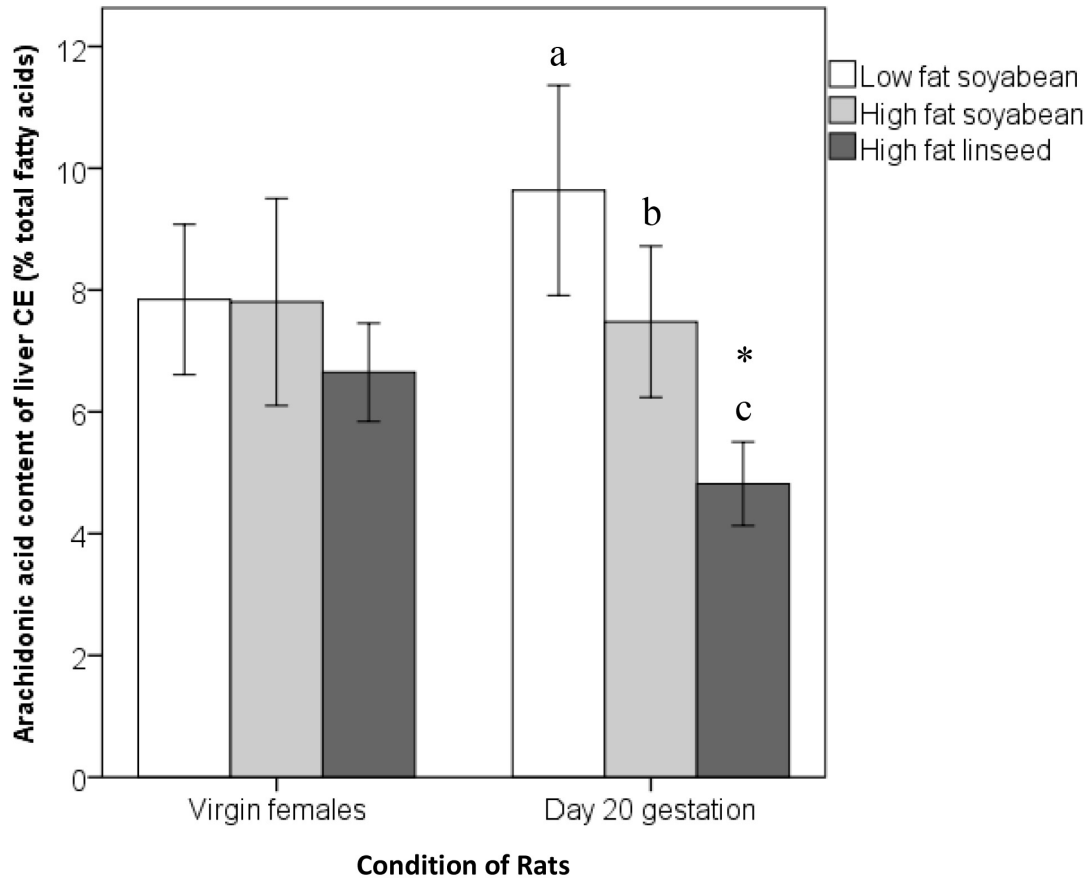 Arachidonic acid content of liver CE (% total fatty acids)
12
10
8
6
4
2
0
a
b
*
c
Low fat soyabean
High fat soyabean
High fat linseed
Virgin females
Day 20 gestation
Condition of Rats